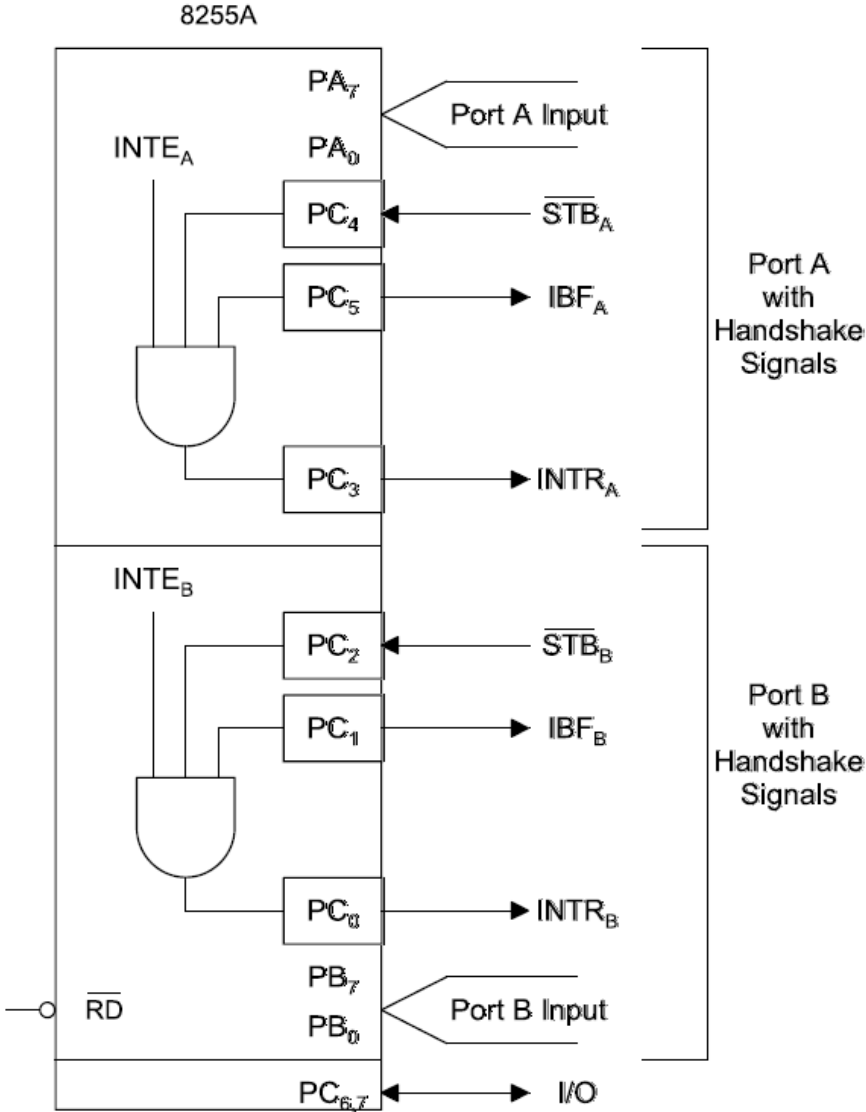 8255A
PA7
Port A Input
INTEA
PA0
PC4
STBA
PC5
IBFA
Port A
with
Handshake
Signals
PC3
INTRA
INTEB
PC2
STBB
PC1
IBFB
Port B
with
Handshake
Signals
PC0
INTRB
PB7
RD
Port B Input
PB0
PC6,7
I/O